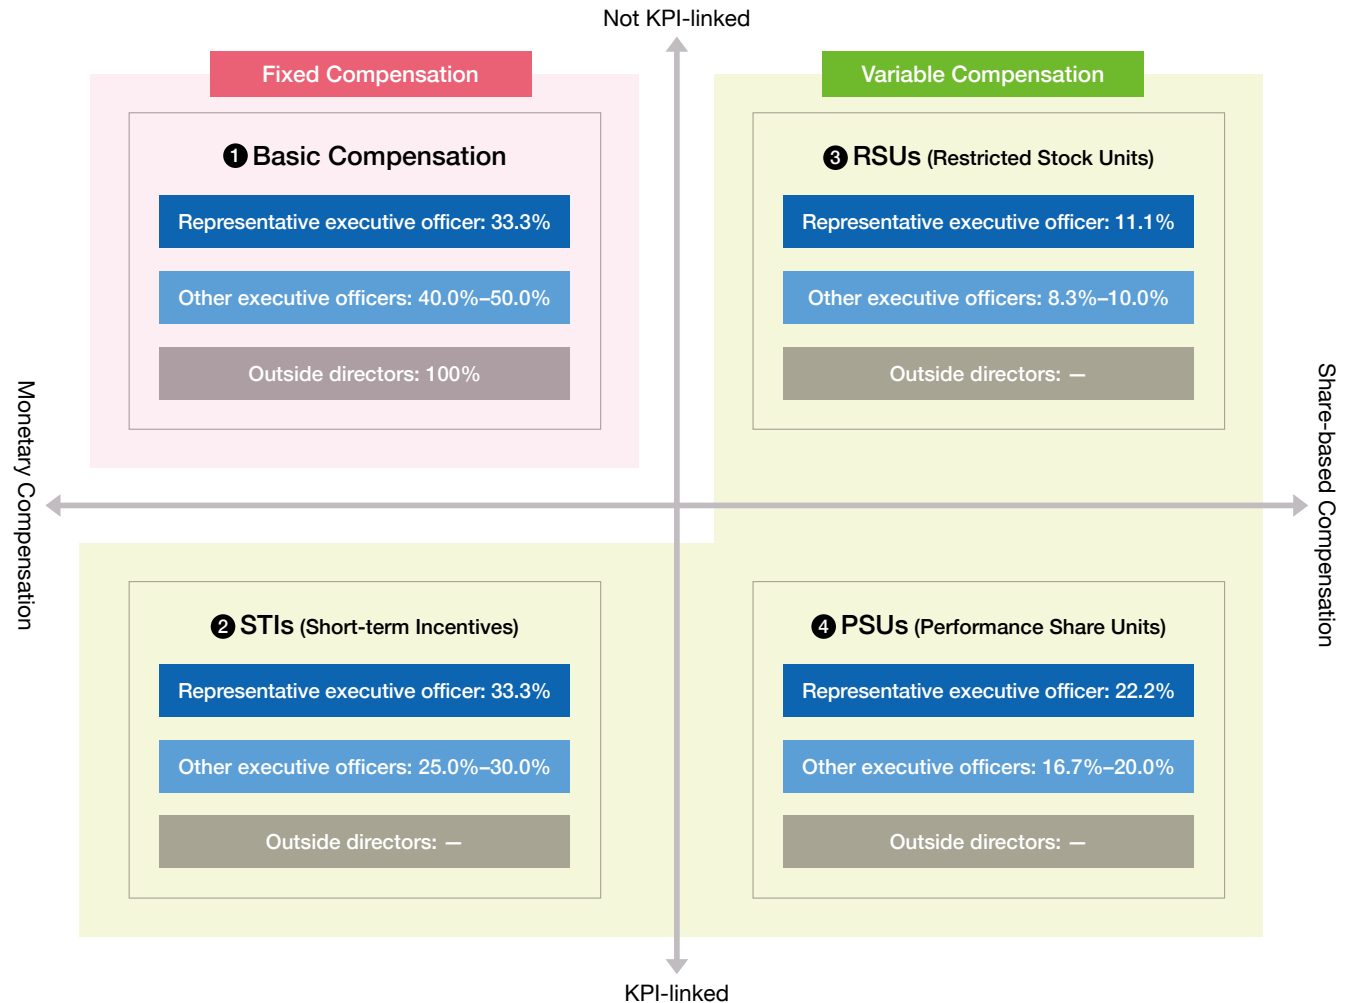 Not KPI-linked
Fixed Compensation
Variable Compensation
❶ Basic Compensation
Representative executive officer: 33.3%
Other executive officers: 40.0%–50.0%
Outside directors: 100%
❸ RSUs (Restricted Stock Units)
Representative executive officer: 11.1%
Other executive officers: 8.3%–10.0%
Outside directors: —
Monetary Compensation
Share-based Compensation
❷ STIs (Short-term Incentives)
Representative executive officer: 33.3%
Other executive officers: 25.0%–30.0%
Outside directors: —
❹ PSUs (Performance Share Units)
Representative executive officer: 22.2%
Other executive officers: 16.7%–20.0%
Outside directors: —
KPI-linked